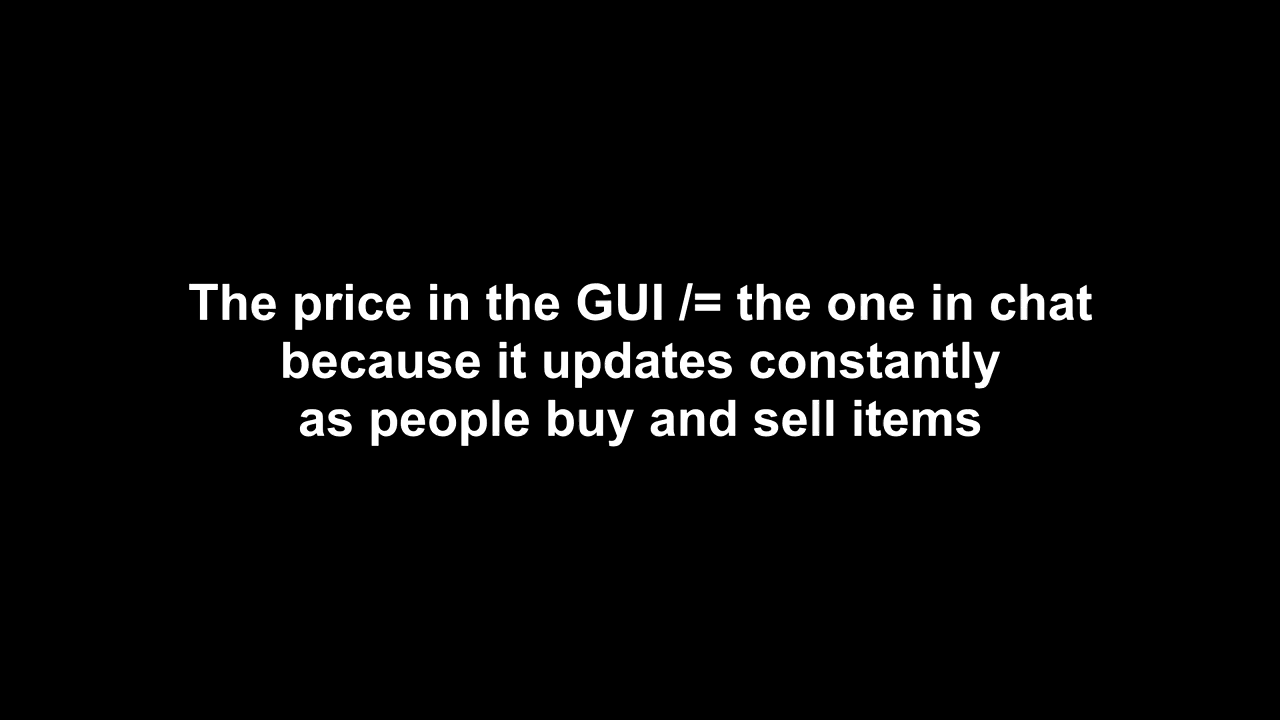 The price in the GUI /= the one in chat
because it updates constantly
as people buy and sell items